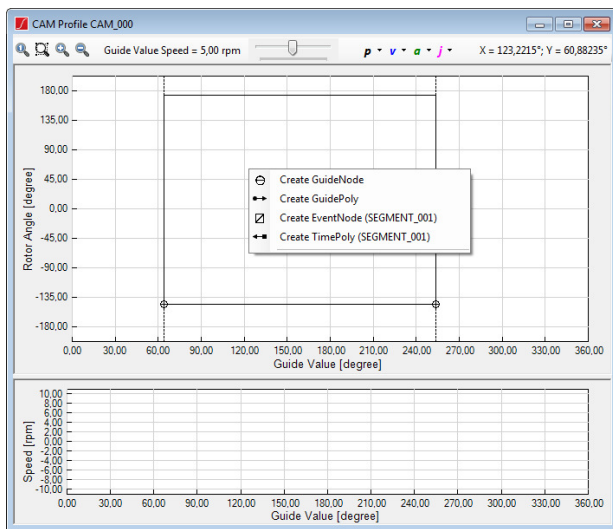 CAM Profile CAM_000
Guide Value Speed = 5,00 rpm
p v a j
X = 123,2215°; Y = 60,88235°
180,00
135,00
90,00
45,00
0,00
-45,00
-90,00
-135,00
-180,00
Rotor Angle [degree]
Create GuideNode
Create GuidePoly
Create EventNode (SEGMENT_001)
Create TimePoly (SEGMENT_001)
0,00 30,00 60,00 90,00 120,00 150,00 180,00 210,00 240,00 270,00 300,00 330,00 360,00
Guide Value [degree]
10,00
8,00
6,00
4,00
2,00
0,00
-2,00
-4,00
-6,00
-8,00
-10,00
Speed [rpm]
0,00 30,00 60,00 90,00 120,00 150,00 180,00 210,00 240,00 270,00 300,00 330,00 360,00
Guide Value [degree]